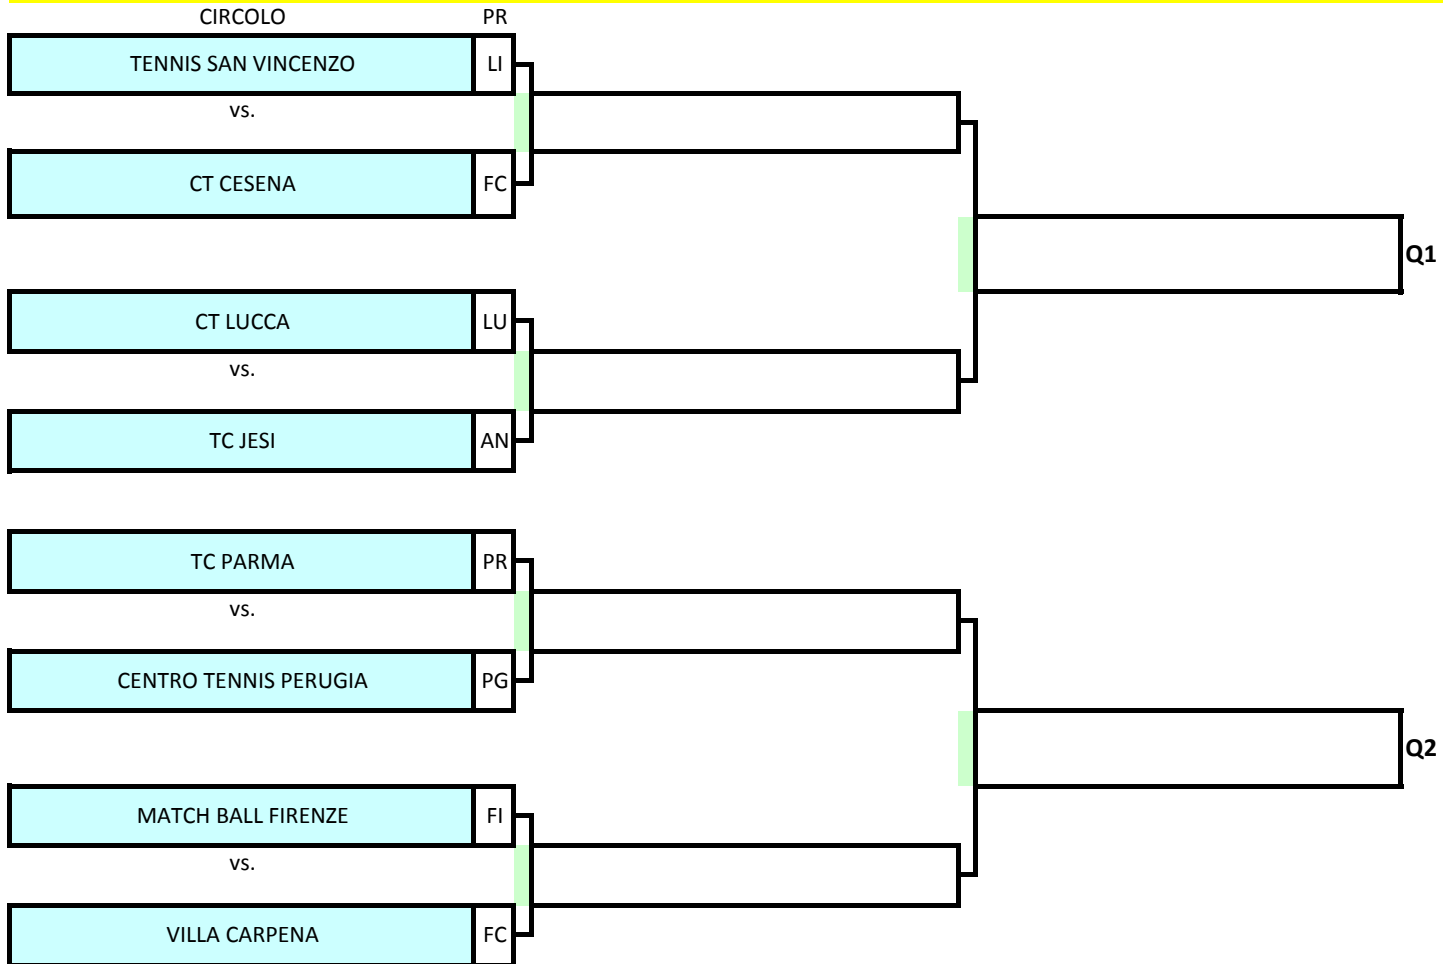 CIRCOLO PR
TENNIS SAN VINCENZO LI
vs.
CT CESENA FC
Q1
CT LUCCA LU
vs.
TC JESI AN
TC PARMA PR
vs.
CENTRO TENNIS PERUGIA PG
Q2
MATCH BALL FIRENZE FI
vs.
VILLA CARPENA FC